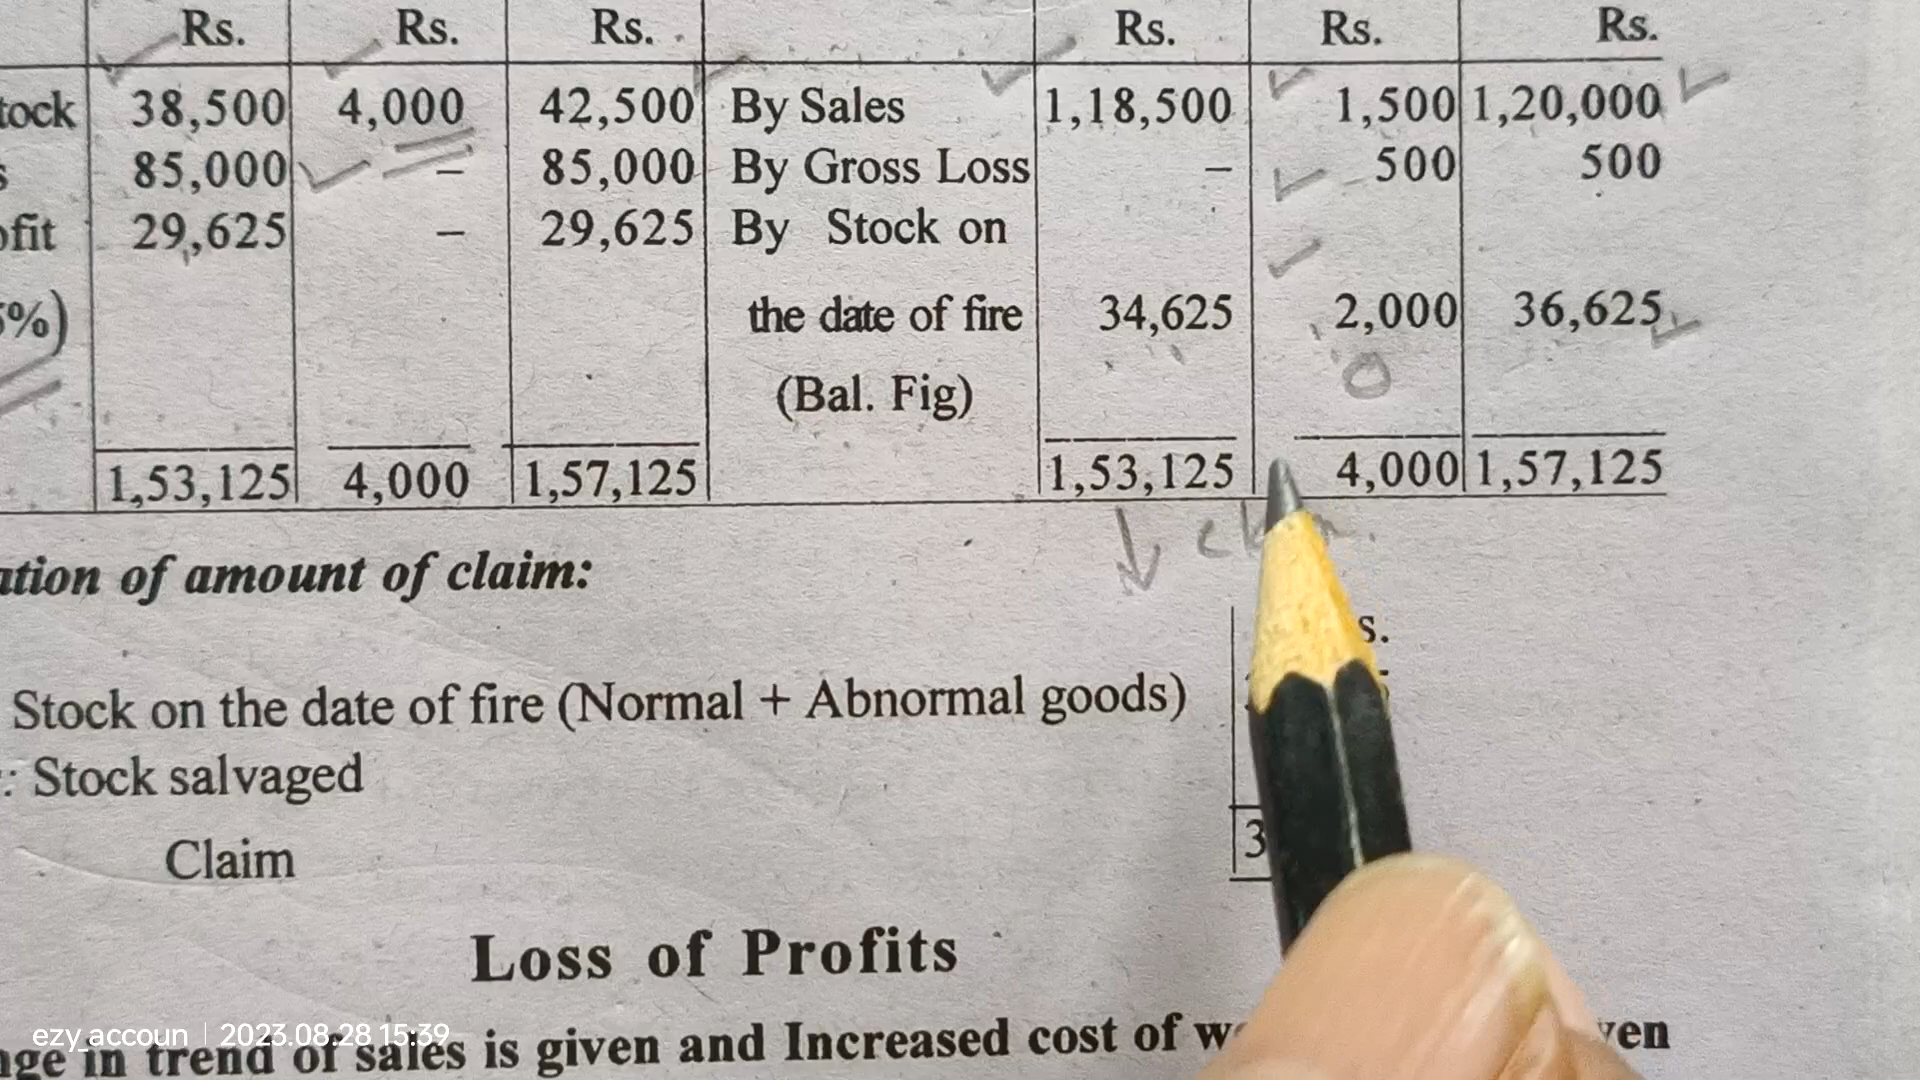 Rs. Rs. Rs. Rs. Rs. Rs.
tock 38,500 4,000 42,500 By Sales 1,18,500 1,500 1,20,000
s 85,000 – 85,000 By Gross Loss – 500 500
ofit 29,625 – 29,625 By Stock on
%) the date of fire 34,625 2,000 36,625
(Bal. Fig)
1,53,125 4,000 1,57,125 1,53,125 4,000 1,57,125
ation of amount of claim:
s.
Stock on the date of fire (Normal + Abnormal goods)
: Stock salvaged
Claim 3
Loss of Profits
nge in trend of sales is given and Increased cost of w ven
ezy_accoun | 2023.08.28 15:39